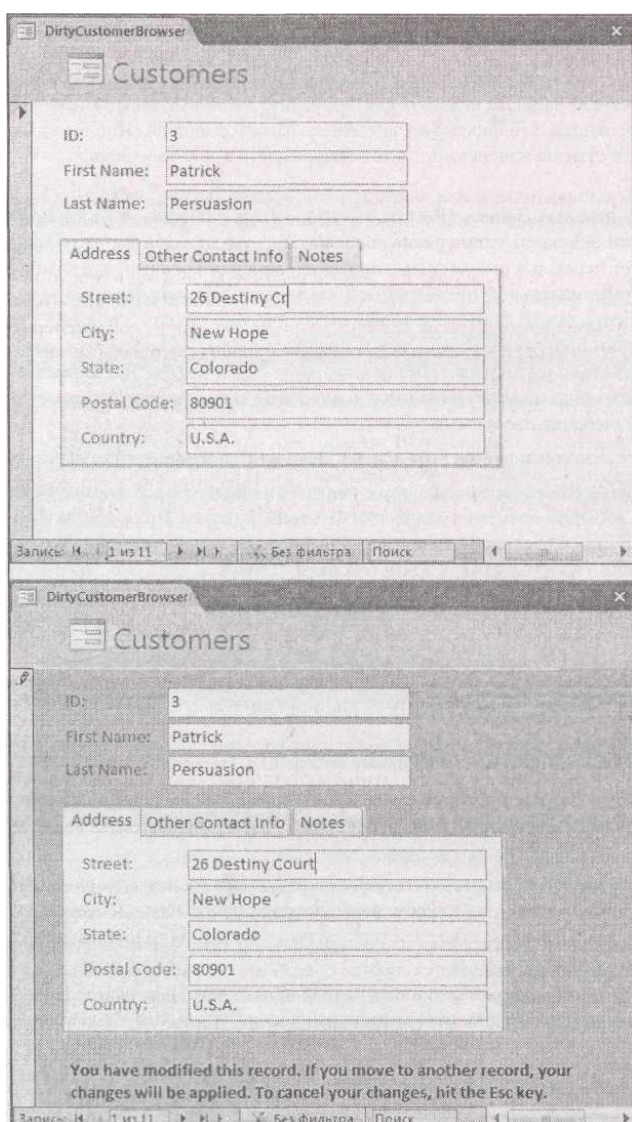 DirtyCustomerBrowser
Customers
ID: 3
First Name: Patrick
Last Name: Persuasion
Address Other Contact Info Notes
Street: 26 Destiny Cr
City: New Hope
State: Colorado
Postal Code: 80901
Country: U.S.A.
Запись: 1 из 11 Без фильтра Поиск
DirtyCustomerBrowser
Customers
ID: 3
First Name: Patrick
Last Name: Persuasion
Address Other Contact Info Notes
Street: 26 Destiny Court
City: New Hope
State: Colorado
Postal Code: 80901
Country: U.S.A.
You have modified this record. If you move to another record, your
changes will be applied. To cancel your changes, hit the Esc key.
Запись: 1 из 11 Без фильтра Поиск